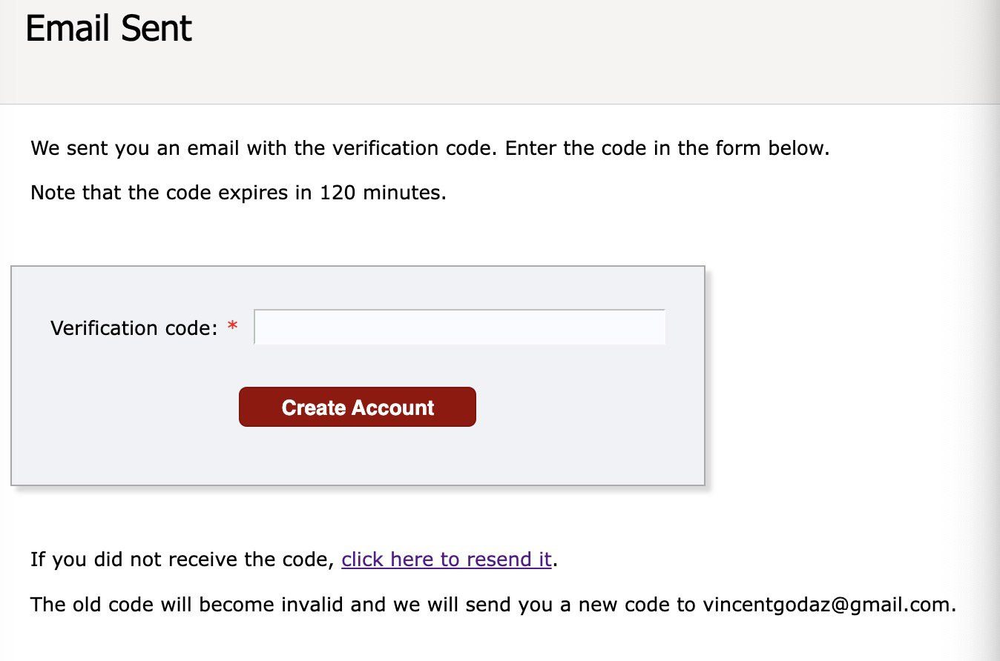 Email Sent
We sent you an email with the verification code. Enter the code in the form below.
Note that the code expires in 120 minutes.
Verification code: *
Create Account
If you did not receive the code, click here to resend it.
The old code will become invalid and we will send you a new code to vincentgodaz@gmail.com.